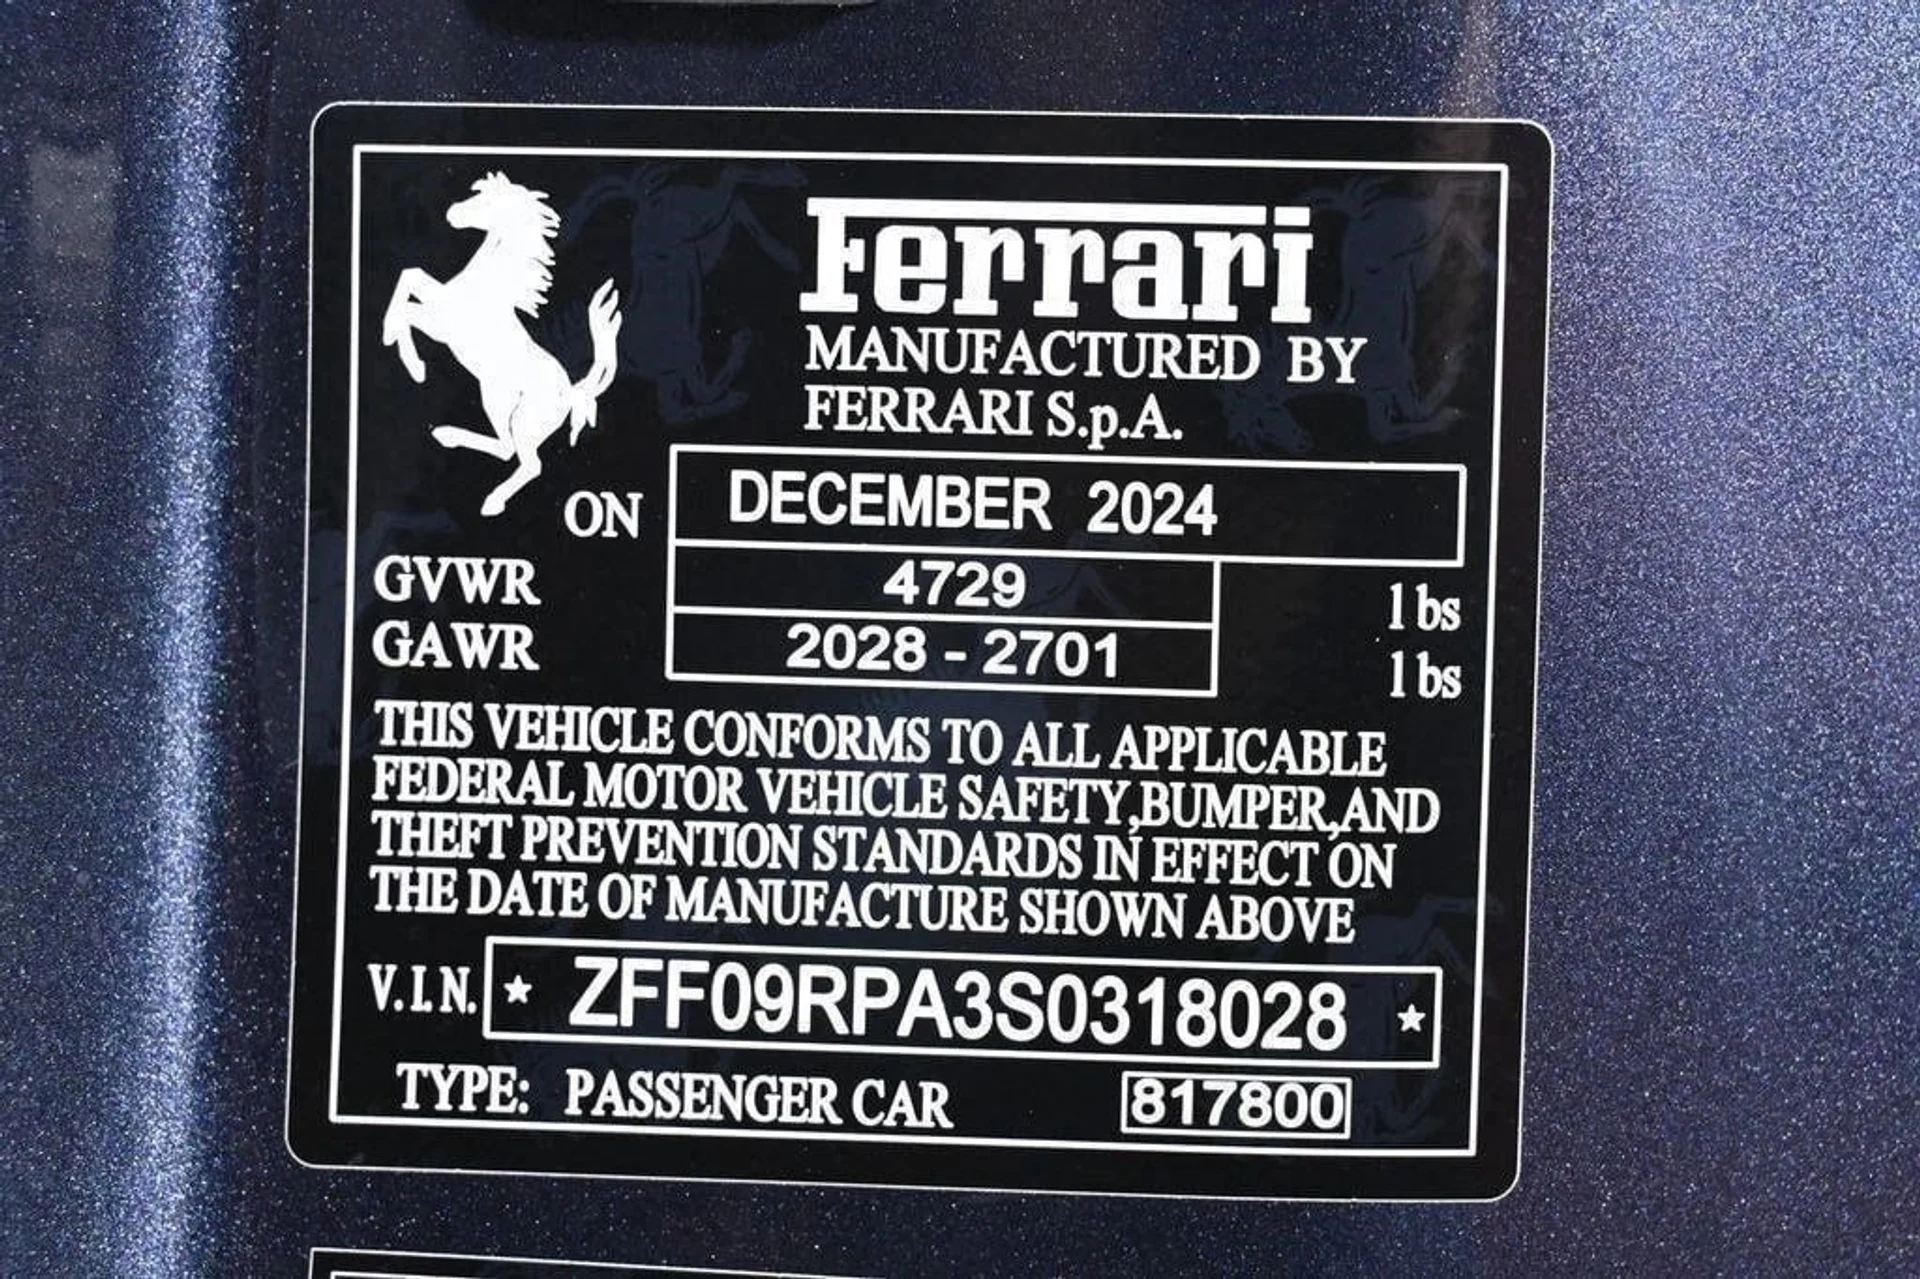 Ferrari
MANUFACTURED BY
FERRARI S.p.A.
ON DECEMBER 2024
GVWR 4729 lbs
GAWR 2028 - 2701 lbs
THIS VEHICLE CONFORMS TO ALL APPLICABLE
FEDERAL MOTOR VEHICLE SAFETY,BUMPER,AND
THEFT PREVENTION STANDARDS IN EFFECT ON
THE DATE OF MANUFACTURE SHOWN ABOVE
V.I.N. ★ ZFF09RPA3S0318028 ★
TYPE: PASSENGER CAR 817800